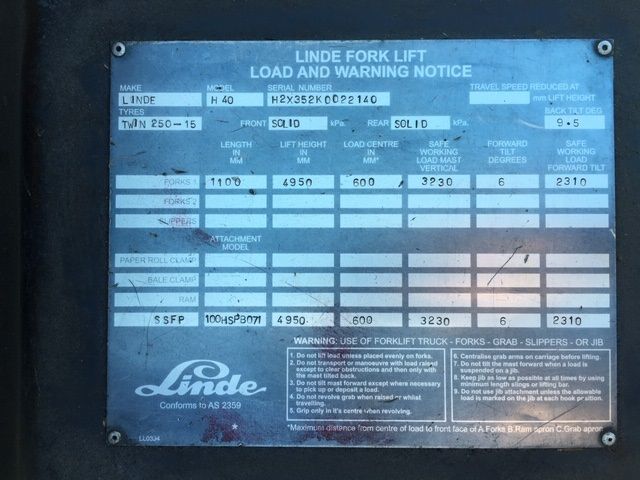 LINDE FORK LIFT
LOAD AND WARNING NOTICE
MAKE MODEL SERIAL NUMBER TRAVEL SPEED REDUCED AT
LINDE H 40 H2X352K0022140 mm LIFT HEIGHT
TYRES BACK TILT DEG
TWIN 250-15 FRONT SOLID kPa. REAR SOLID kPa. 9.5
LENGTH IN MM LIFT HEIGHT IN MM LOAD CENTRE IN MM* SAFE WORKING LOAD MAST VERTICAL FORWARD TILT DEGREES SAFE WORKING LOAD FORWARD TILT
FORKS 1 1100 4950 600 3230 6 2310
FORKS 2
SLIPPERS
ATTACHMENT MODEL
PAPER ROLL CLAMP
BALE CLAMP
RAM
SSFP 100HSPB071 4950 600 3230 6 2310
WARNING: USE OF FORKLIFT TRUCK - FORKS - GRAB - SLIPPERS - OR JIB
1. Do not lift load unless placed evenly on forks.
2. Do not transport or manoeuvre with load raised
except to clear obstructions and then only with
the mast tilted back.
3. Do not tilt mast forward except where necessary
to pick up or deposit a load.
4. Do not revolve grab when raised or whilst
travelling.
5. Grip only in it's centre when revolving.
6. Centralise grab arms on carriage before lifting.
7. Do not tilt the mast forward when a load is
suspended on a jib.
8. Keep jib as low as possible at all times by using
minimum length slings or lifting bar.
9. Do not use jib attachment unless the allowable
load is marked on the jib at each hook position.
Linde
Conforms to AS 2359
*
*Maximum distance from centre of load to front face of A.Forks B.Ram apron C.Grab apron
LL0334